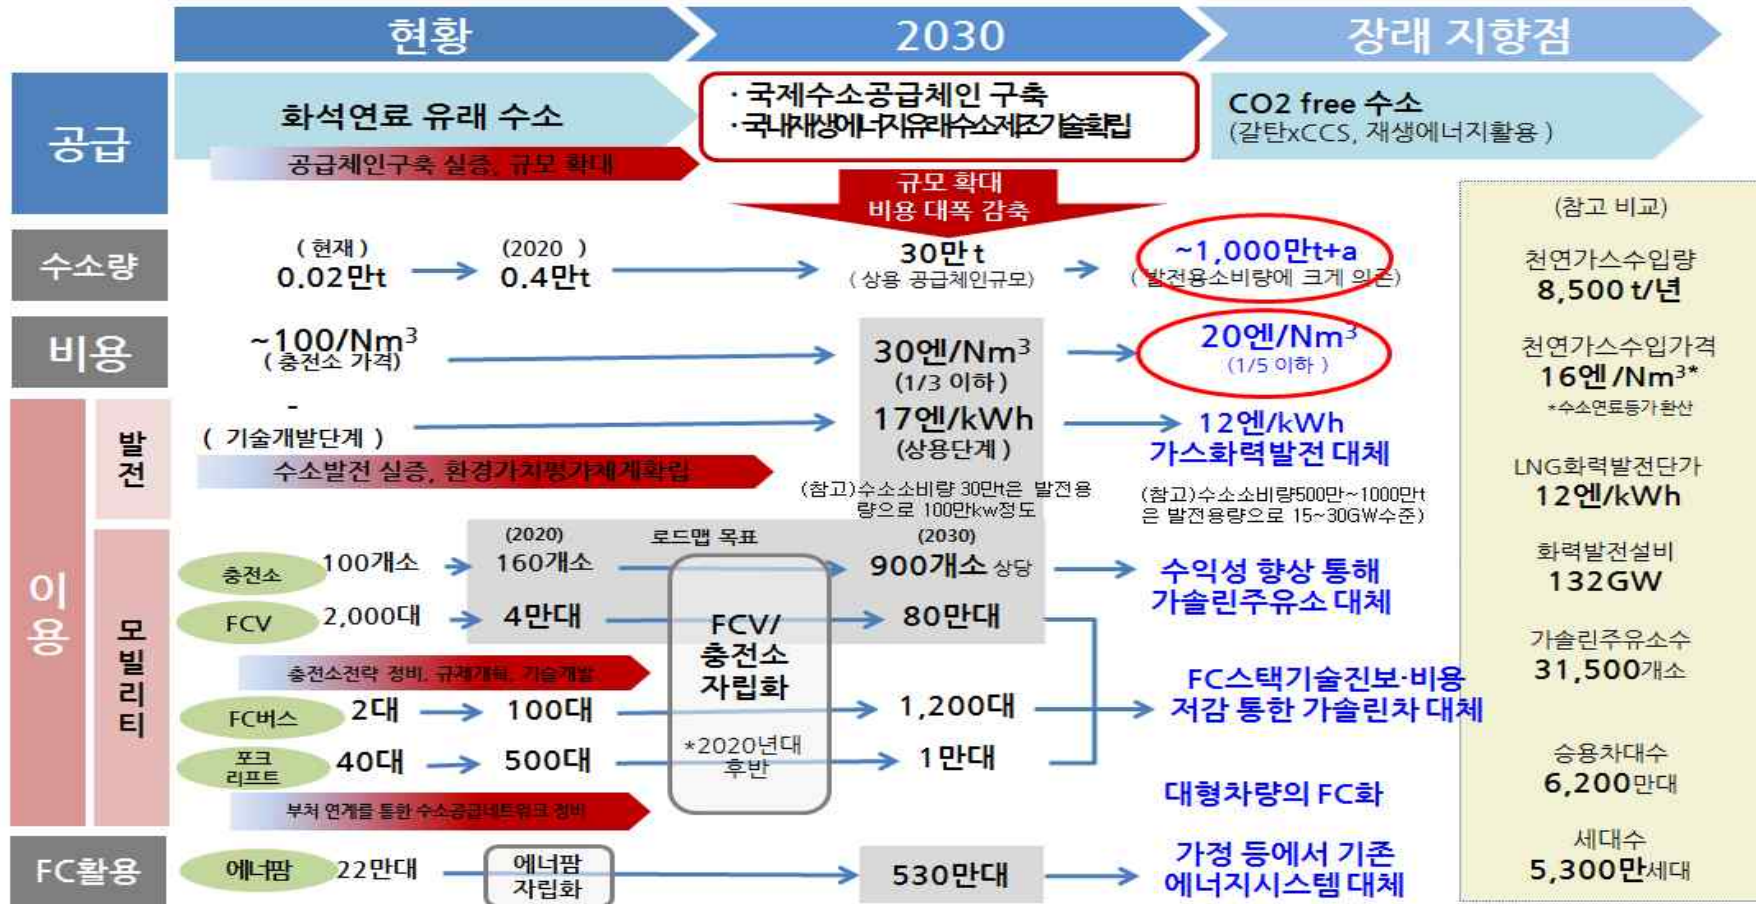 현황
2030
장래 지향점
공급
화석연료 유래 수소
· 국제수소공급체인 구축
· 국내재생에너지유래수소제조기술확립
CO2 free 수소
(갈탄xCCS, 재생에너지활용 )
공급체인구축 실증, 규모 확대
규모 확대
비용 대폭 감축
수소량
( 현재 )
0.02만t
(2020 )
0.4만t
30만 t
( 상용 공급체인규모)
~1,000만t+a
( 발전용소비량에 크게 의존)
비용
~100/Nm³
( 충전소 가격)
30엔/Nm³
(1/3 이하 )
20엔/Nm³
(1/5 이하 )
이용
발전
-
( 기술개발단계 )
17엔/kWh
(상용단계 )
12엔/kWh
가스화력발전 대체
수소발전 실증, 환경가치평가체계확립
(참고)수소소비량 30만t은 발전용
량으로 100만kw정도
(참고)수소소비량500만~1000만t
은 발전용량으로 15~30GW수준)
모빌리티
(2020)
로드맵 목표
(2030)
충전소
100개소
160개소
900개소 상당
수익성 향상 통해
가솔린주유소 대체
FCV
2,000대
4만대
80만대
FCV/
충전소
자립화
*2020년대
후반
충전소전략 정비, 규제개혁, 기술개발
FC버스
2대
100대
1,200대
FC스택기술진보·비용
저감 통한 가솔린차 대체
포크
리프트
40대
500대
1만대
대형차량의 FC화
부처 연계를 통한 수소공급네트워크 정비
FC활용
에너팜
22만대
에너팜
자립화
530만대
가정 등에서 기존
에너지시스템 대체
(참고 비교)
천연가스수입량
8,500 t/년
천연가스수입가격
16엔 /Nm³*
*수소연료등가 환산
LNG화력발전단가
12엔/kWh
화력발전설비
132GW
가솔린주유소수
31,500개소
승용차대수
6,200만대
세대수
5,300만세대